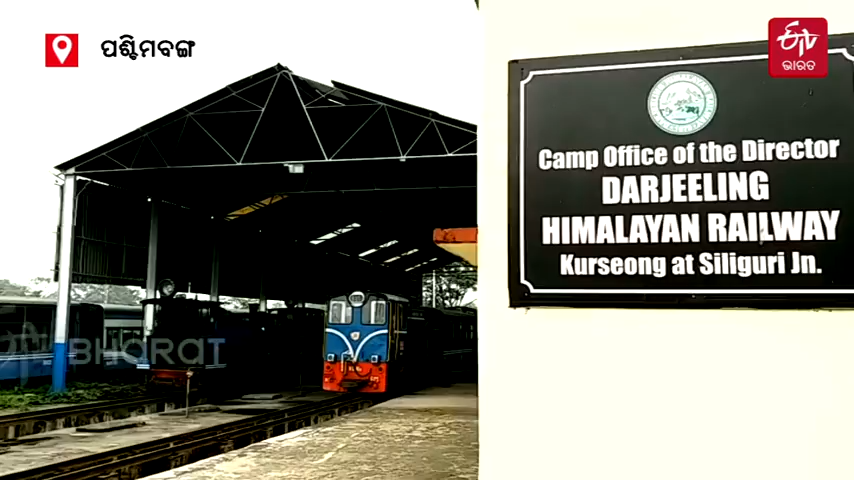 ପଶ୍ଚିମବଙ୍ଗ
etv
ଭାରତ
Camp Office of the Director
DARJEELING
HIMALAYAN RAILWAY
Kurseong at Siliguri Jn.
BHARAT